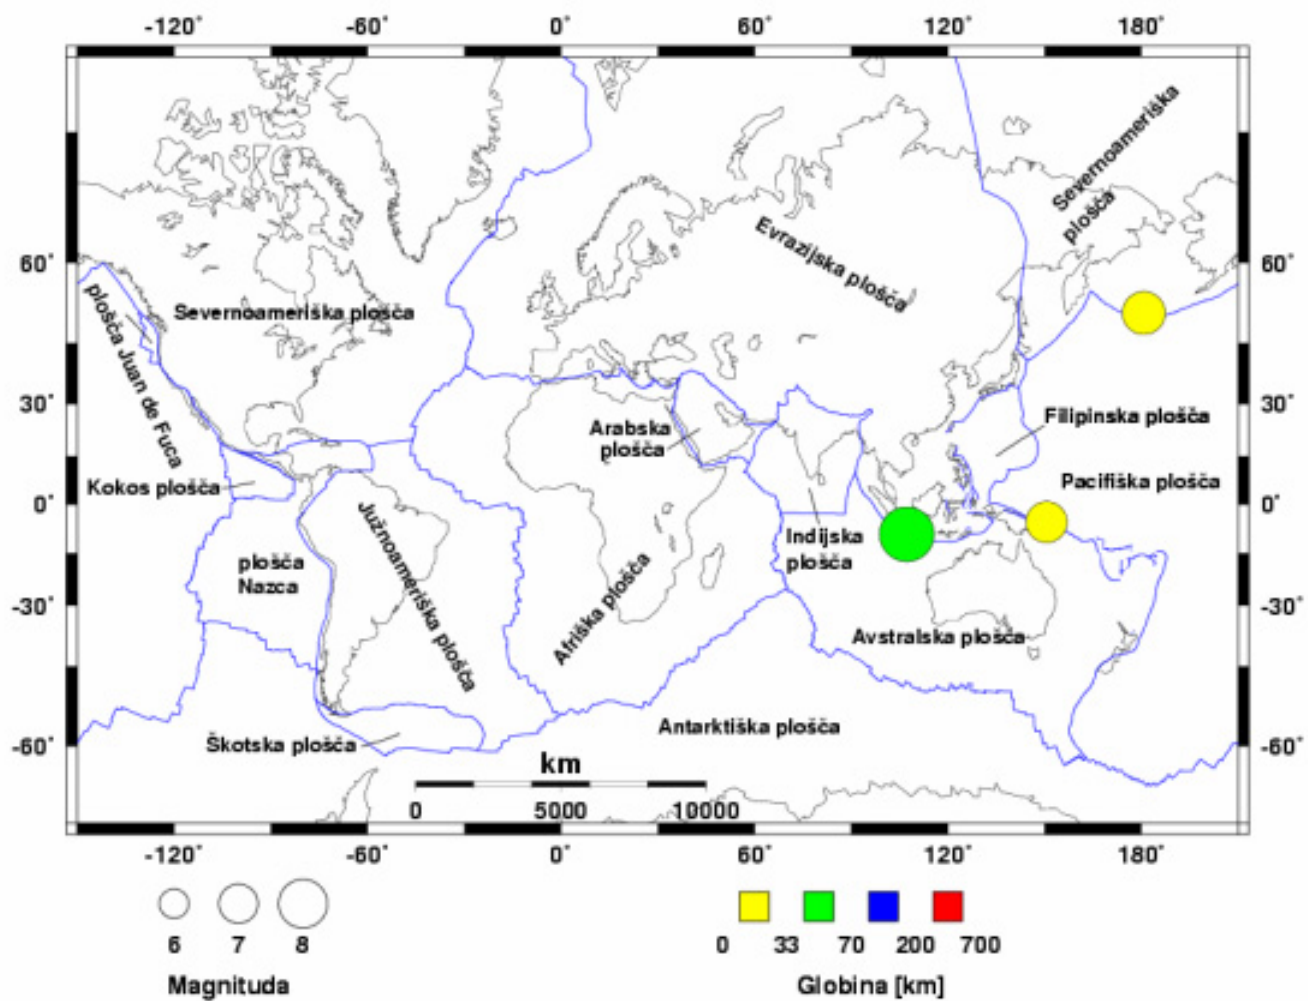 -120° -60° 0° 60° 120° 180°
Severnoameriška
plošča
Evrazijska plošča
60° 60°
plošča Juan de Fuca
Severnoameriška plošča
30° 30°
Arabska
plošča
Filipinska plošča
Kokos plošča
Pacifiška plošča
0° 0°
Južnoameriška plošča
Indijska
plošča
plošča
Nazca
Afriška plošča
-30° -30°
Avstralska plošča
Antarktiška plošča
Škotska plošča
-60° -60°
km
0 5000 10000
-120° -60° 0° 60° 120° 180°
6 7 8
0 33 70 200 700
Magnituda
Globina [km]